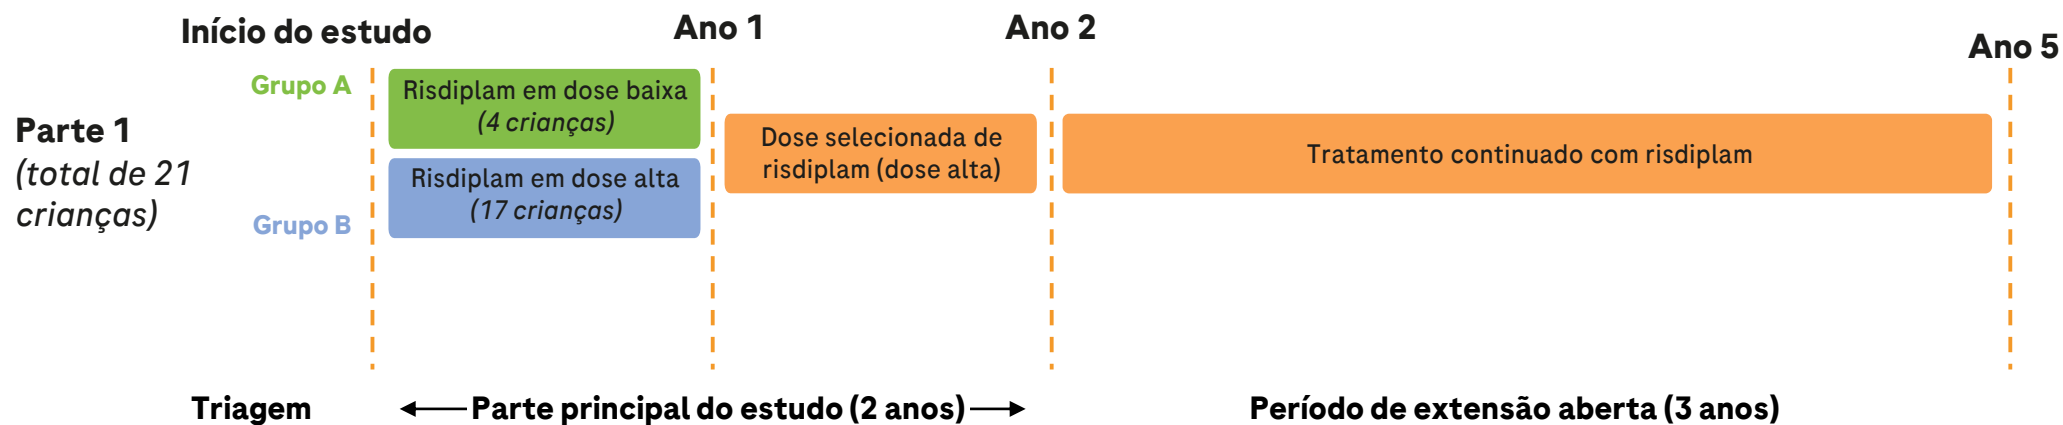 Início do estudo
Ano 1
Ano 2
Ano 5
Parte 1
(total de 21
crianças)
Grupo A
Risdiplam em dose baixa
(4 crianças)
Grupo B
Risdiplam em dose alta
(17 crianças)
Dose selecionada de
risdiplam (dose alta)
Tratamento continuado com risdiplam
Triagem
Parte principal do estudo (2 anos)
Período de extensão aberta (3 anos)